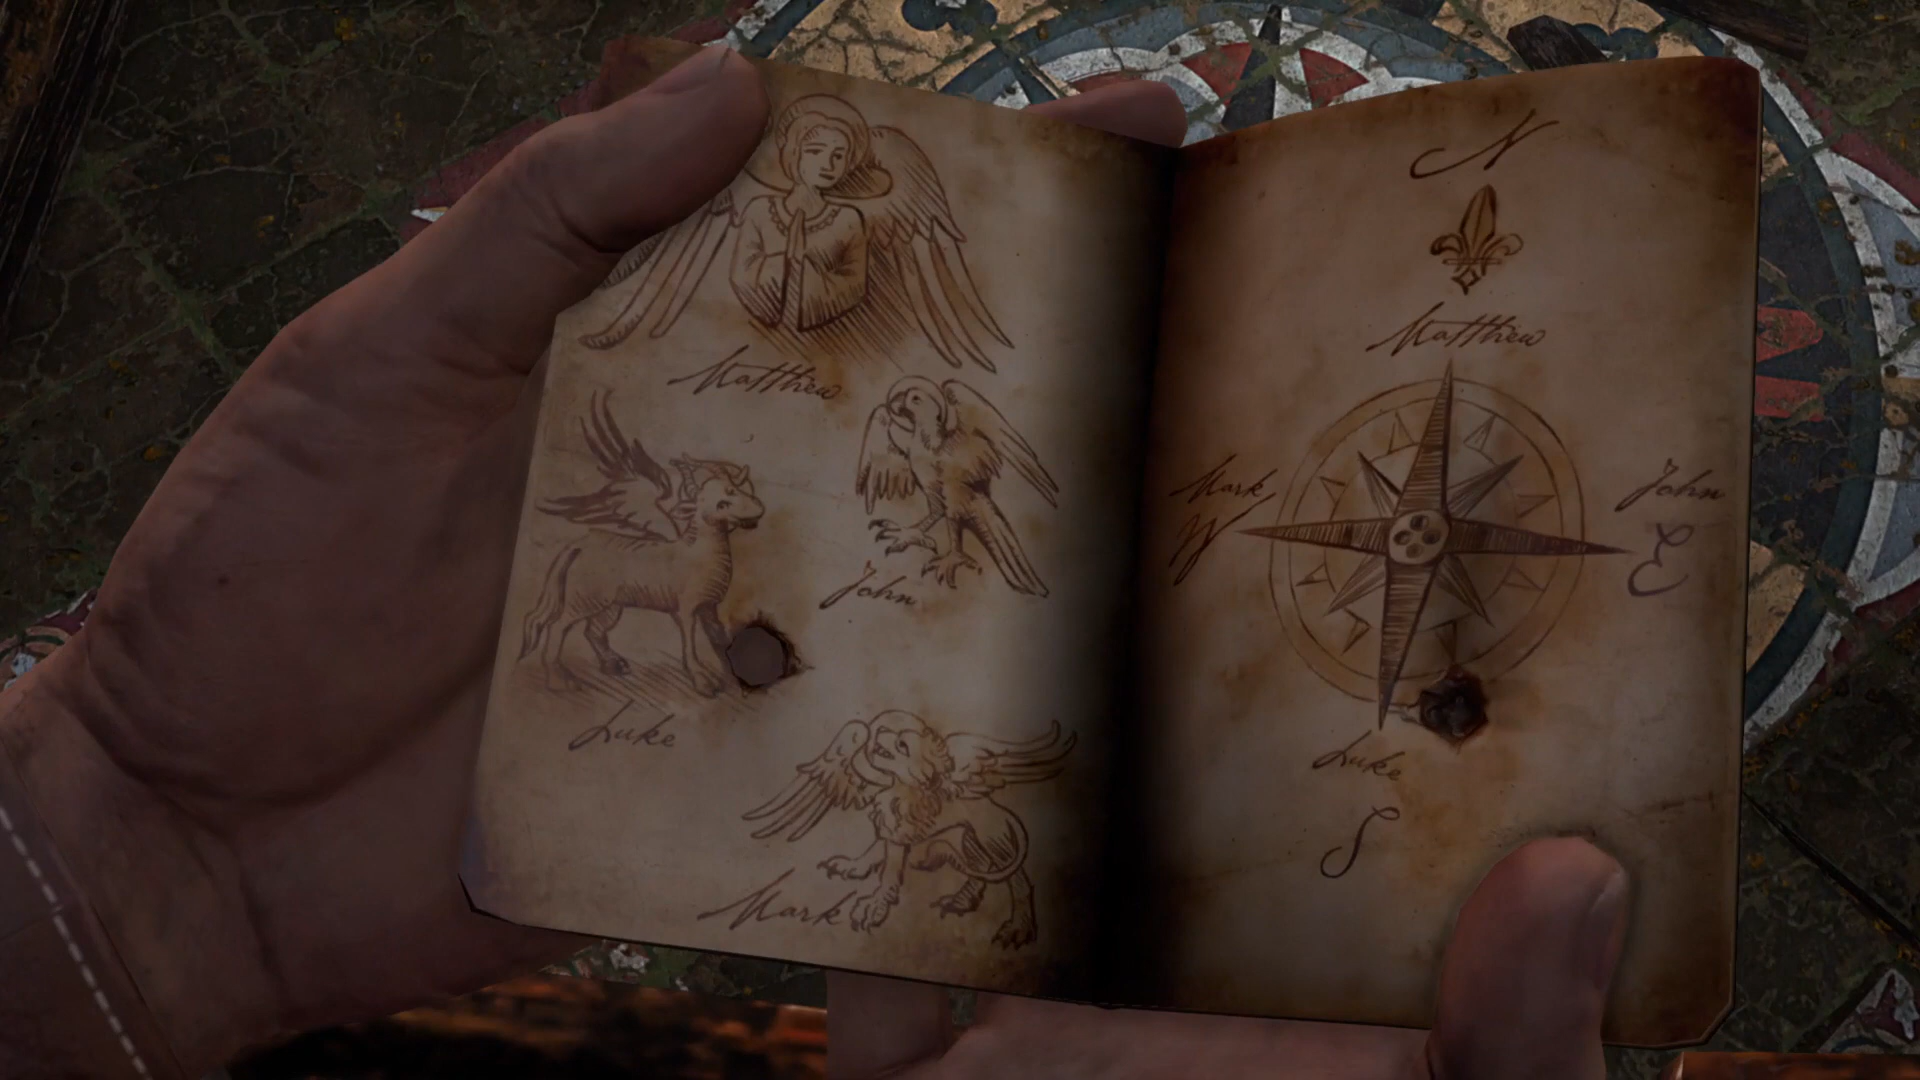 Matthew
John
Luke
Mark
N
Matthew
Mark
John
W
E
Luke
S